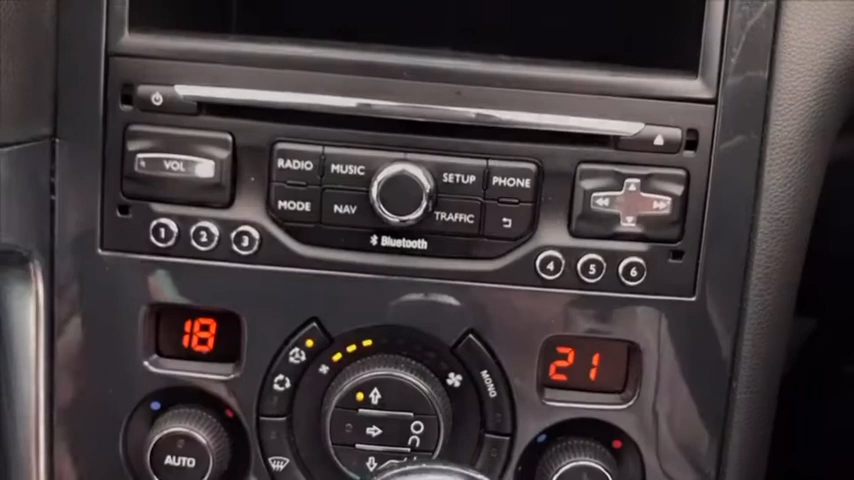 VOL
RADIO
MUSIC
SETUP
PHONE
MODE
NAV
TRAFFIC
Bluetooth
1 2 3
4 5 6
18
21
MONO
AUTO